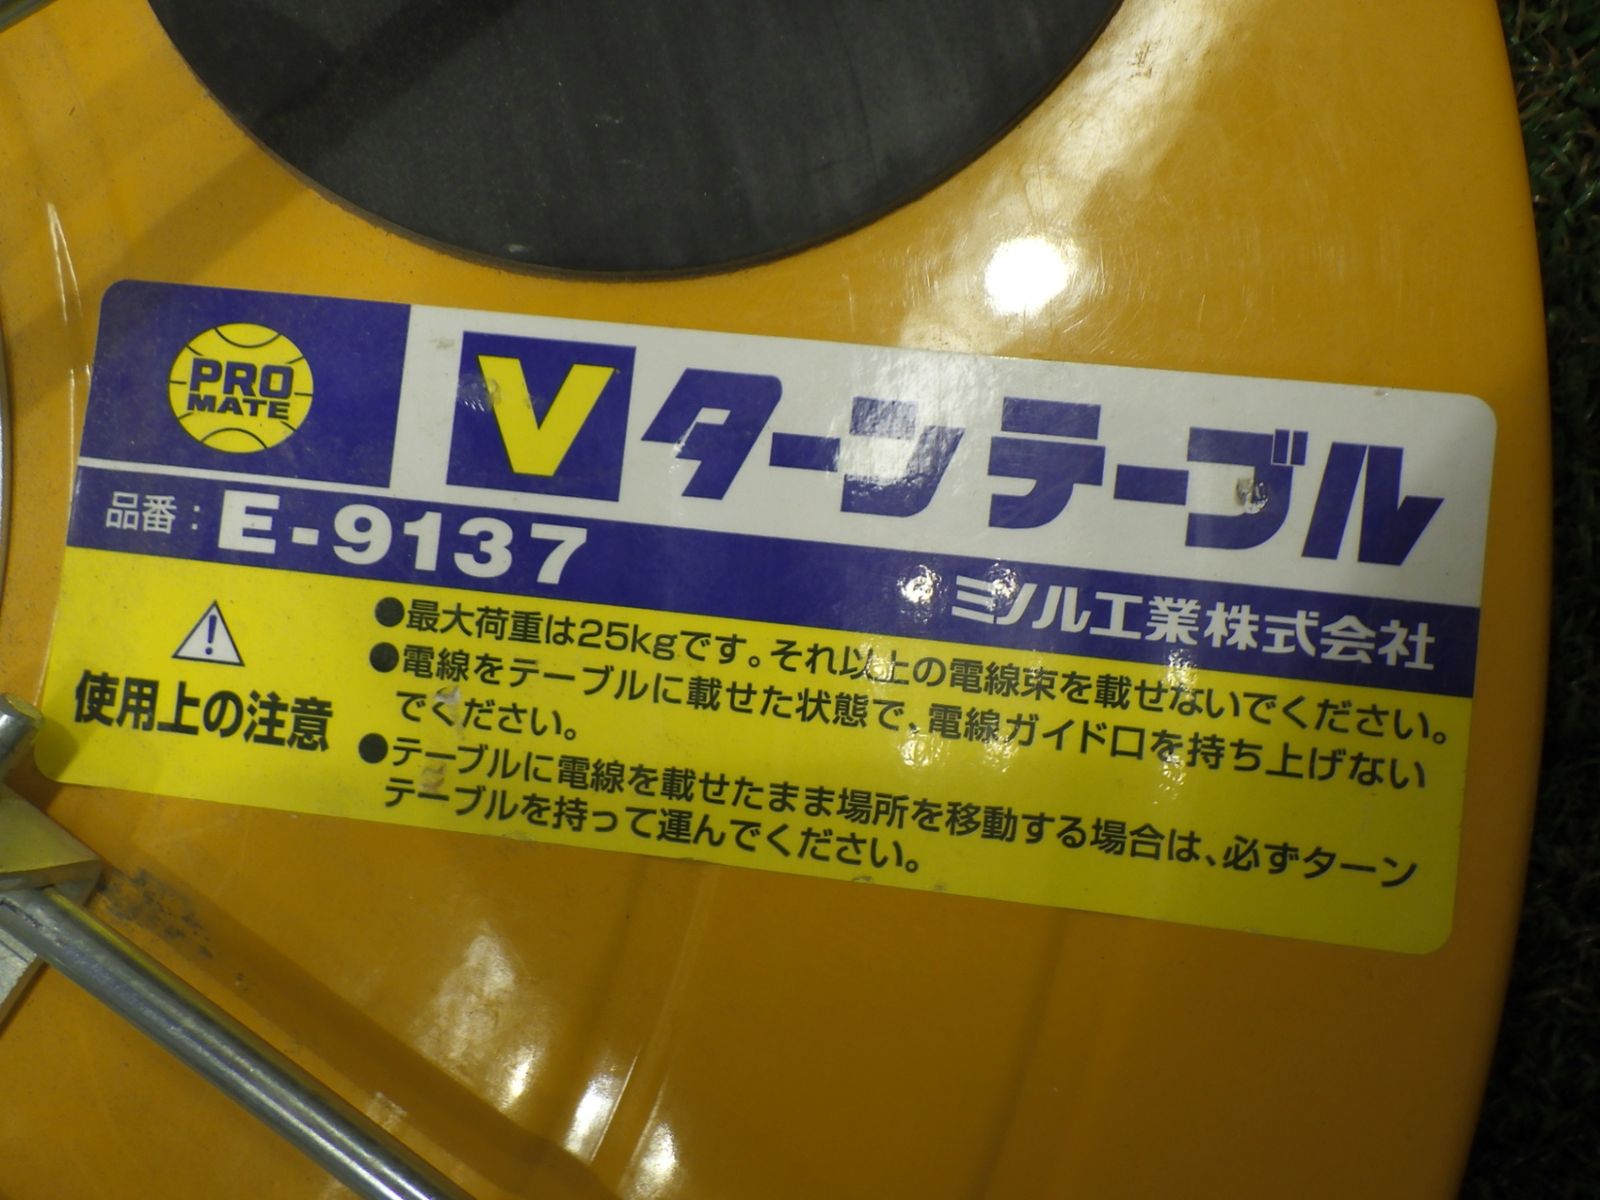 PRO
MATE
Vターンテーブル
品番：E-9137
ミノル工業株式会社
使用上の注意
●最大荷重は25kgです。それ以上の電線束を載せないでください。
●電線をテーブルに載せた状態で、電線ガイド口を持ち上げない
でください。
●テーブルに電線を載せたまま場所を移動する場合は、必ずターン
テーブルを持って運んでください。